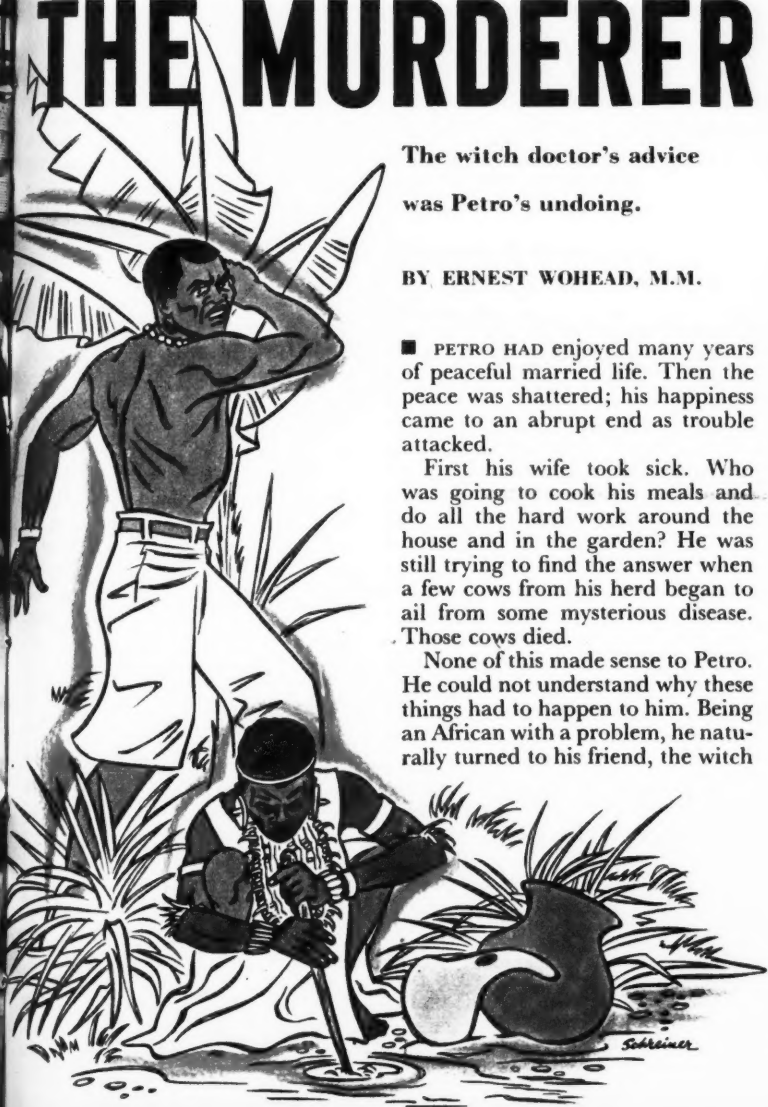 THE MURDERER
The witch doctor's advice
was Petro's undoing.
BY ERNEST WOHEAD, M.M.
■ PETRO HAD enjoyed many years
of peaceful married life. Then the
peace was shattered; his happiness
came to an abrupt end as trouble
attacked.
First his wife took sick. Who
was going to cook his meals and
do all the hard work around the
house and in the garden? He was
still trying to find the answer when
a few cows from his herd began to
ail from some mysterious disease.
Those cows died.
None of this made sense to Petro.
He could not understand why these
things had to happen to him. Being
an African with a problem, he natu-
rally turned to his friend, the witch
Schreiner